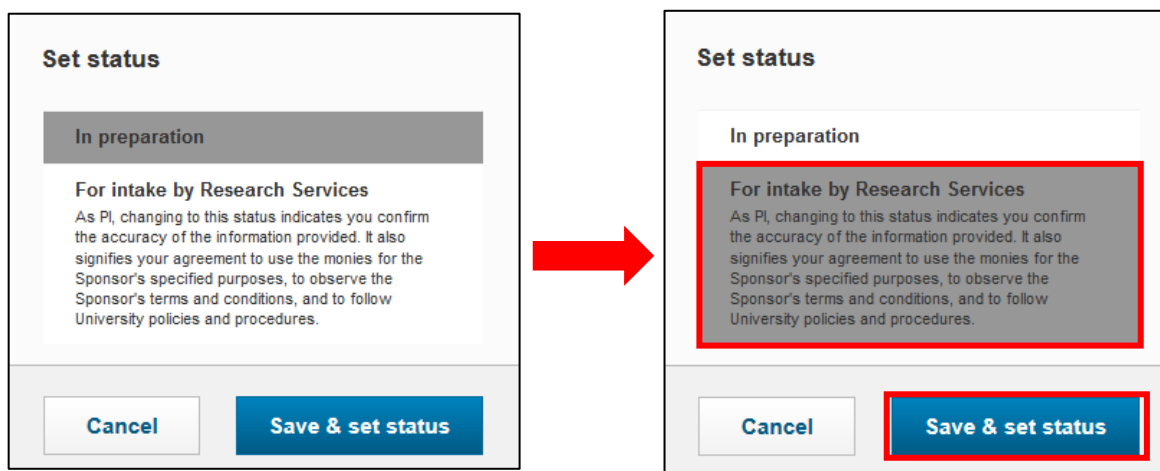 Set status
In preparation
For intake by Research Services
As PI, changing to this status indicates you confirm
the accuracy of the information provided. It also
signifies your agreement to use the monies for the
Sponsor's specified purposes, to observe the
Sponsor's terms and conditions, and to follow
University policies and procedures.
Cancel
Save & set status
Set status
In preparation
For intake by Research Services
As PI, changing to this status indicates you confirm
the accuracy of the information provided. It also
signifies your agreement to use the monies for the
Sponsor's specified purposes, to observe the
Sponsor's terms and conditions, and to follow
University policies and procedures.
Cancel
Save & set status